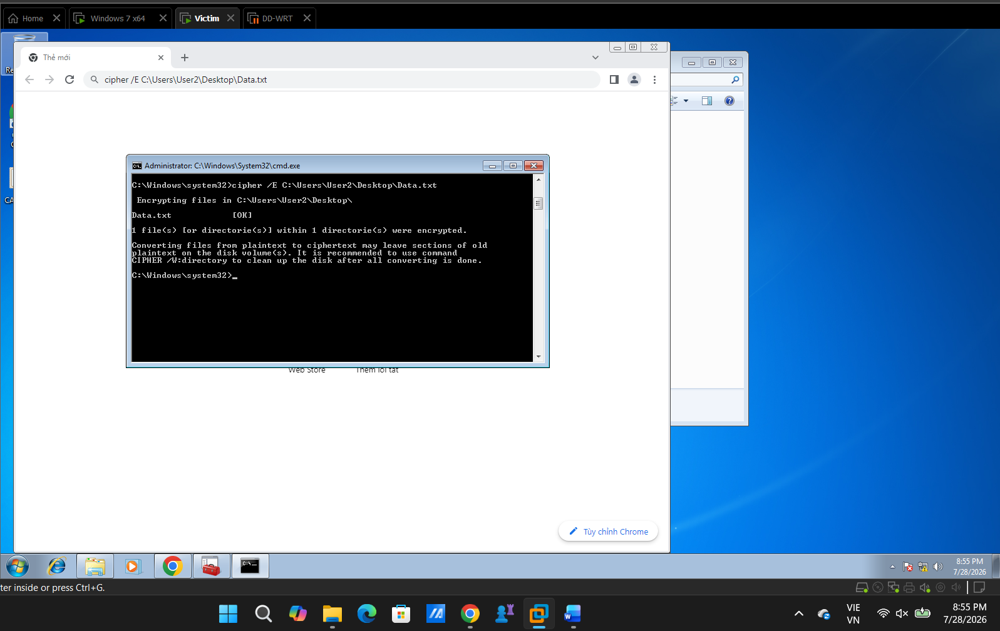 Home
Windows 7 x64
Victim
DD-WRT
Re
Thẻ mới
cipher /E C:\Users\User2\Desktop\Data.txt
CA
Administrator: C:\Windows\System32\cmd.exe
C:\Windows\system32>cipher /E C:\Users\User2\Desktop\Data.txt
Encrypting files in C:\Users\User2\Desktop\
Data.txt [OK]
1 file(s) [or directorie(s)] within 1 directorie(s) were encrypted.
Converting files from plaintext to ciphertext may leave sections of old
plaintext on the disk volume(s). It is recommended to use command
CIPHER /W:directory to clean up the disk after all converting is done.
C:\Windows\system32>_
Web Store
Thêm lối tắt
Tùy chỉnh Chrome
8:55 PM
7/28/2026
ter inside or press Ctrl+G.
VIE
VN
8:55 PM
7/28/2026